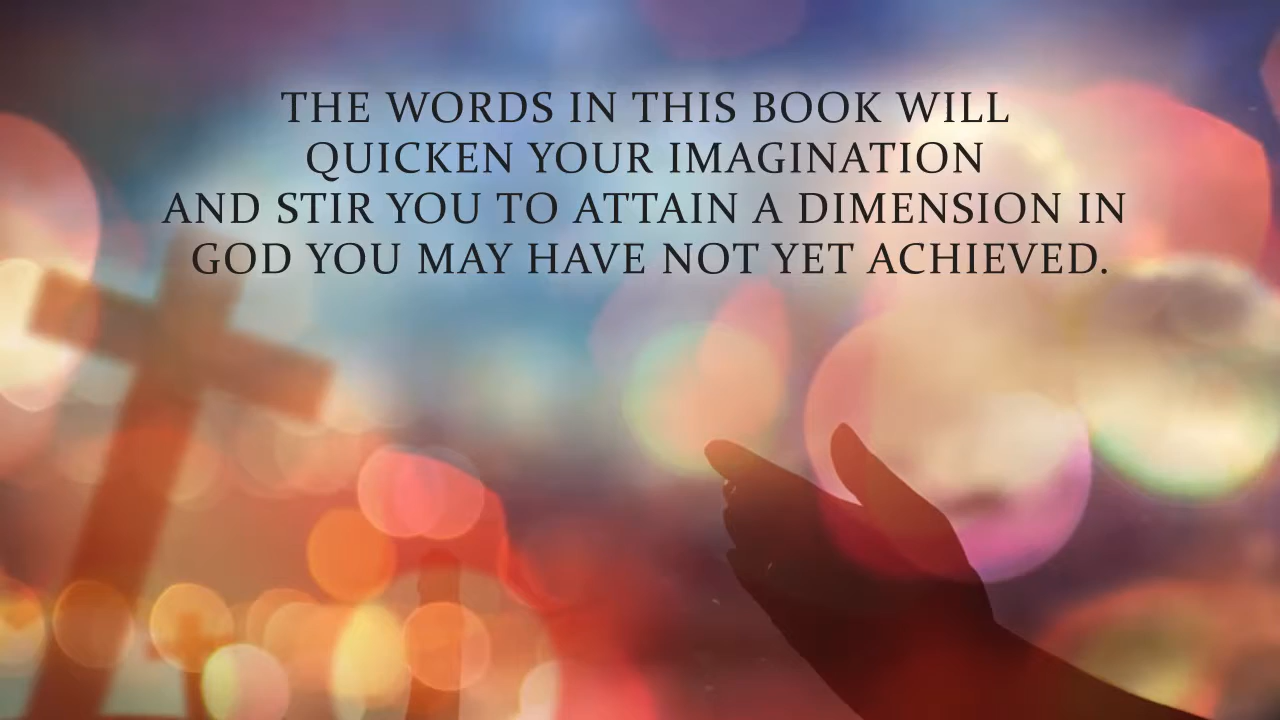 THE WORDS IN THIS BOOK WILL
QUICKEN YOUR IMAGINATION
AND STIR YOU TO ATTAIN A DIMENSION IN
GOD YOU MAY HAVE NOT YET ACHIEVED.